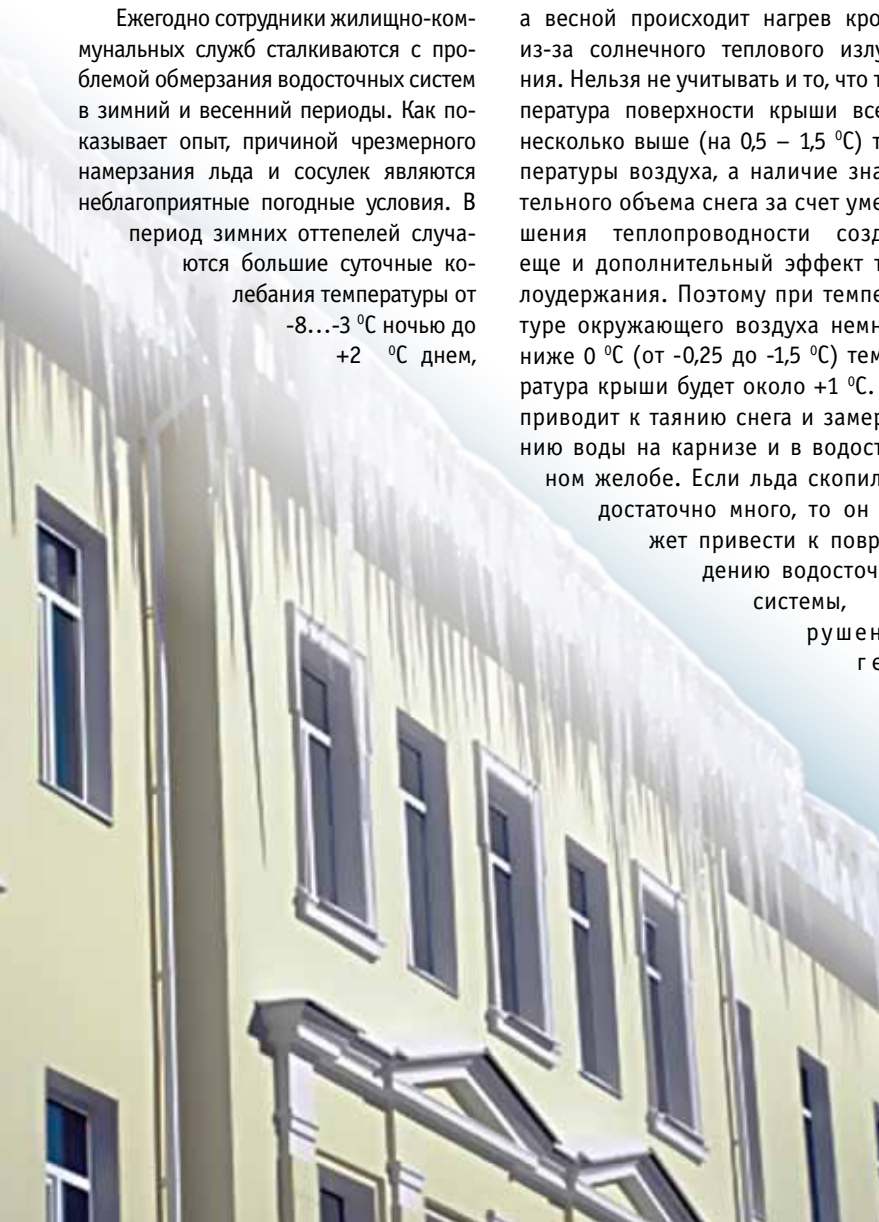 Ежегодно сотрудники жилищно-ком-
мунальных служб сталкиваются с про-
блемой обмерзания водосточных систем
в зимний и весенний периоды. Как по-
казывает опыт, причиной чрезмерного
намерзания льда и сосулек являются
неблагоприятные погодные условия. В
период зимних оттепелей случа-
ются большие суточные ко-
лебания температуры от
-8…-3 ⁰С ночью до
+2 ⁰С днем,
а весной происходит нагрев кро
из-за солнечного теплового излу
ния. Нельзя не учитывать и то, что т
пература поверхности крыши все
несколько выше (на 0,5 – 1,5 ⁰С) т
пературы воздуха, а наличие зна
тельного объема снега за счет уме
шения теплопроводности созд
еще и дополнительный эффект т
лоудержания. Поэтому при темпе
туре окружающего воздуха немн
ниже 0 ⁰С (от -0,25 до -1,5 ⁰С) тем
ратура крыши будет около +1 ⁰С.
приводит к таянию снега и замер
нию воды на карнизе и в водост
ном желобе. Если льда скопил
достаточно много, то он
жет привести к повр
дению водосточ
системы,
рушен
ге